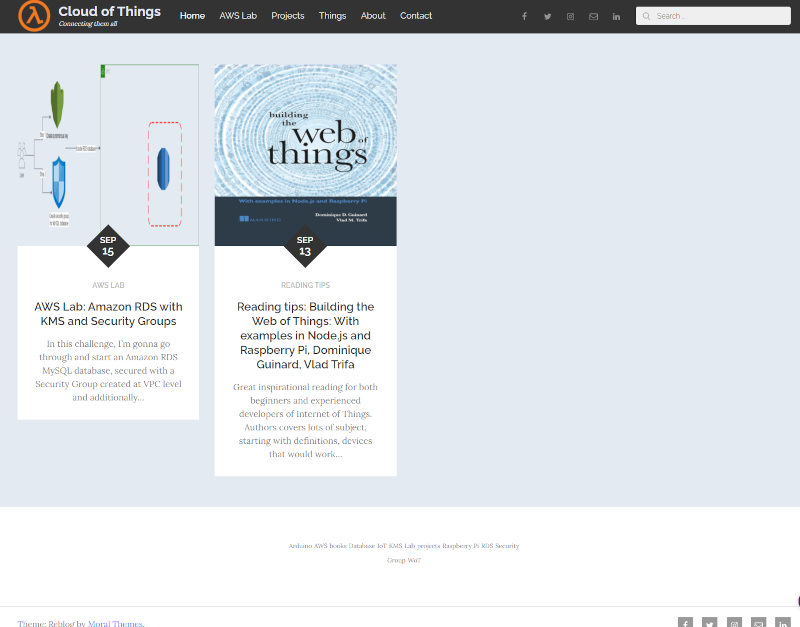 Cloud of Things
Connecting them all
Home AWS Lab Projects Things About Contact
Search ...
building
the
web of
things
With examples in Node.js and Raspberry Pi
MANNING
Dominique D. Guinard
Vlad M. Trifa
SEP
15
SEP
13
AWS LAB
AWS Lab: Amazon RDS with
KMS and Security Groups
In this challenge, I'm gonna go
through and start an Amazon RDS
MySQL database, secured with a
Security Group created at VPC level
and additionally...
READING TIPS
Reading tips: Building the
Web of Things: With
examples in Node.js and
Raspberry Pi, Dominique
Guinard, Vlad Trifa
Great inspirational reading for both
beginners and experienced
developers of Internet of Things.
Authors covers lots of subject,
starting with definitions, devices
that would work...
Arduino AWS books Database IoT KMS Lab projects Raspberry Pi RDS Security
Group WoT
Theme: Reblog by Moral Themes.